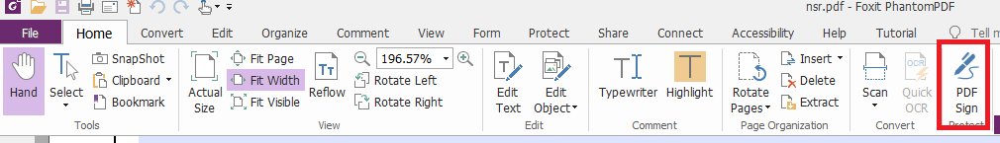 nsr.pdf - Foxit PhantomPDF
File Home Convert Edit Organize Comment View Form Protect Share Connect Accessibility Help Tutorial Tell m
Hand
Select
SnapShot
Clipboard
Bookmark
Tools
Actual
Size
Fit Page
Fit Width
Fit Visible
Reflow
196.57%
Rotate Left
Rotate Right
View
Edit
Text
Edit
Object
Edit
Typewriter
Highlight
Comment
Rotate
Pages
Insert
Delete
Extract
Page Organization
Scan
OCR
Quick
OCR
Convert
PDF
Sign
Protect